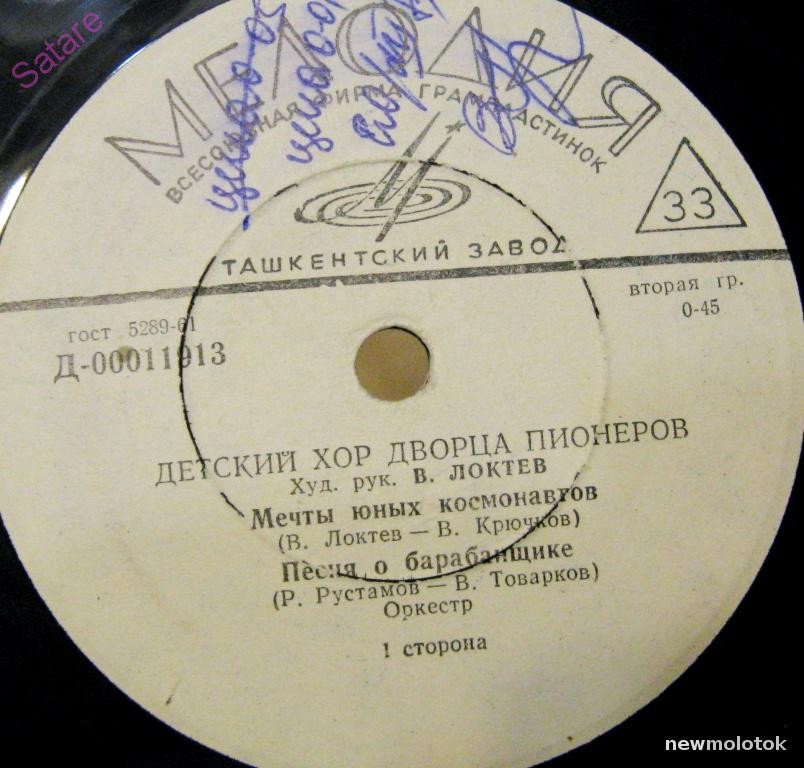 Satare
МЕЛОДИЯ
ВСЕСОЮЗНАЯ ФИРМА ГРАМПЛАСТИНОК
33
ТАШКЕНТСКИЙ ЗАВОД
вторая гр.
0-45
гост 5289-61
Д-00011913
ДЕТСКИЙ ХОР ДВОРЦА ПИОНЕРОВ
Худ. рук. В. ЛОКТЕВ
Мечты юных космонавтов
(В. Локтев — В. Крючков)
Песня о барабанщике
(Р. Рустамов — В. Товарков)
Оркестр
1 сторона
newmolotok